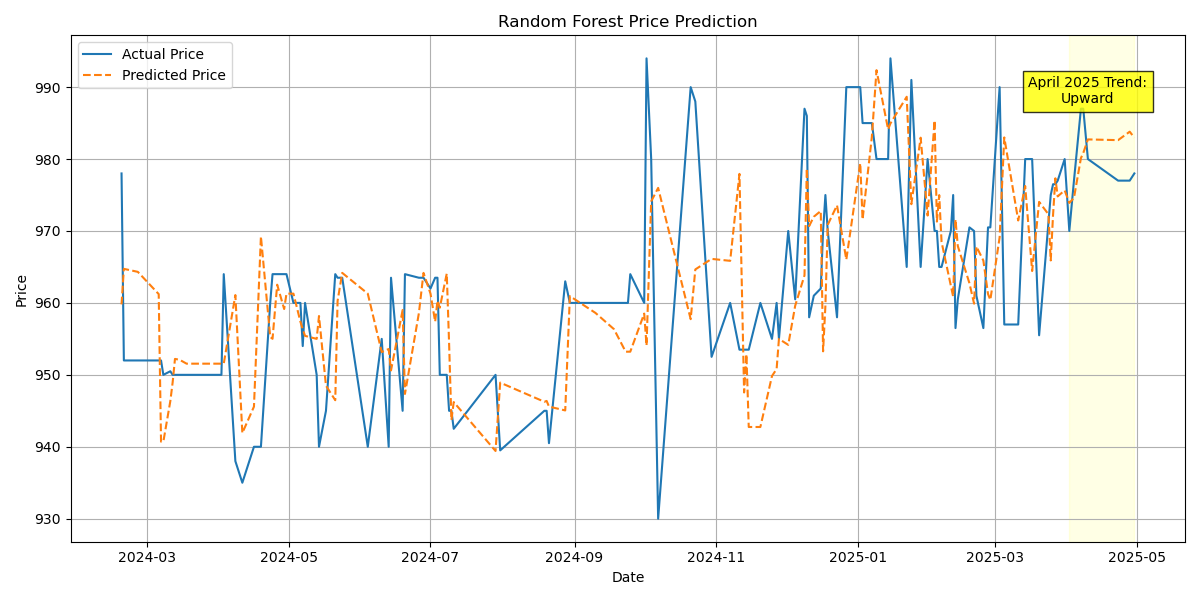 Random Forest Price Prediction
Actual Price
Predicted Price
April 2025 Trend:
Upward
Price
990
980
970
960
950
940
930
2024-03
2024-05
2024-07
2024-09
2024-11
2025-01
2025-03
2025-05
Date